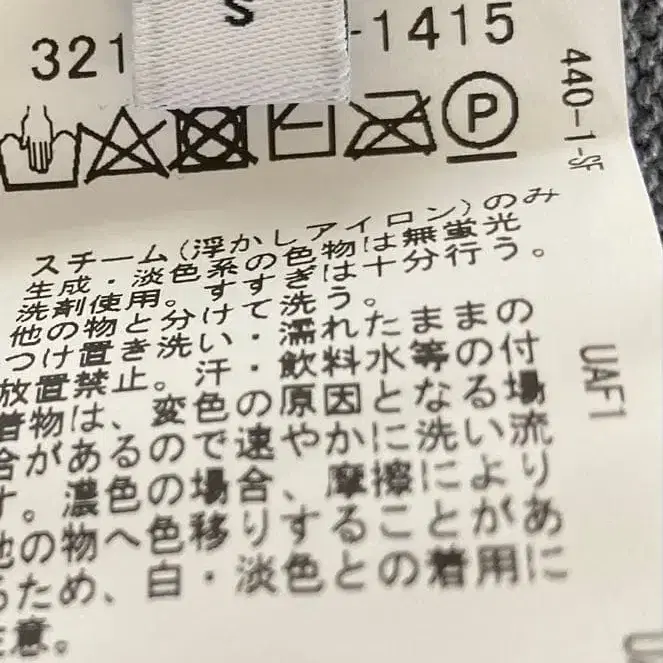 S
321
-1415
P
440-1-SF
スチーム(浮かしアイロン)のみ
生成・淡色系の色物は無蛍光
洗剤使用。すすぎは十分行う。
他の物と分けて洗う。
つけ置き洗い・濡れたままの
放置禁止。汗・飲料水等の付
着物は、変色の原因となる場
合があるので速やかに洗い流
す。濃色の場合、摩擦により
他の物へ色移りすることがあ
るため、白・淡色との着用に
注意。
UAF1